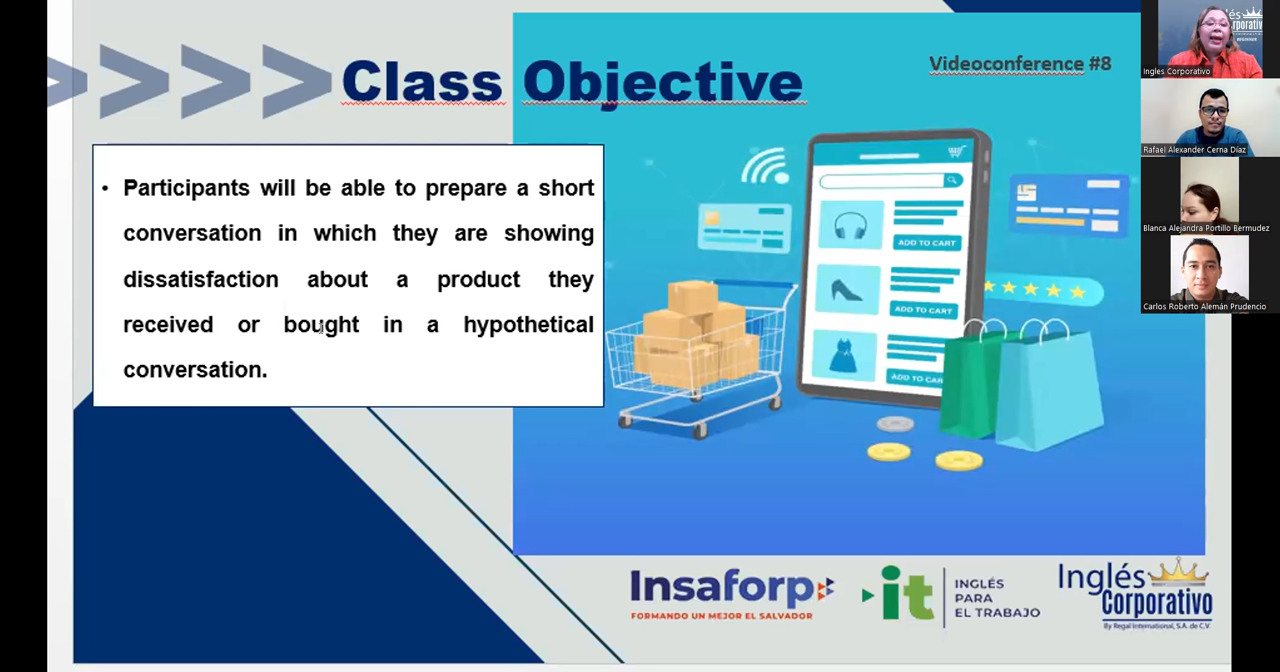 Class Objective
Videoconference #8
• Participants will be able to prepare a short
conversation in which they are showing
dissatisfaction about a product they
received or bought in a hypothetical
conversation.
ADD TO CART
ADD TO CART
ADD TO CAR
Insaforp
FORMANDO UN MEJOR EL SALVADOR
it
INGLÉS
PARA
EL TRABAJO
Inglés
Corporativo
By Regal International, S.A. de C.V.
Ingles Corporativo
Rafael Alexander Cerna Díaz
Blanca Alejandra Portillo Bermudez
Carlos Roberto Alemán Prudencio